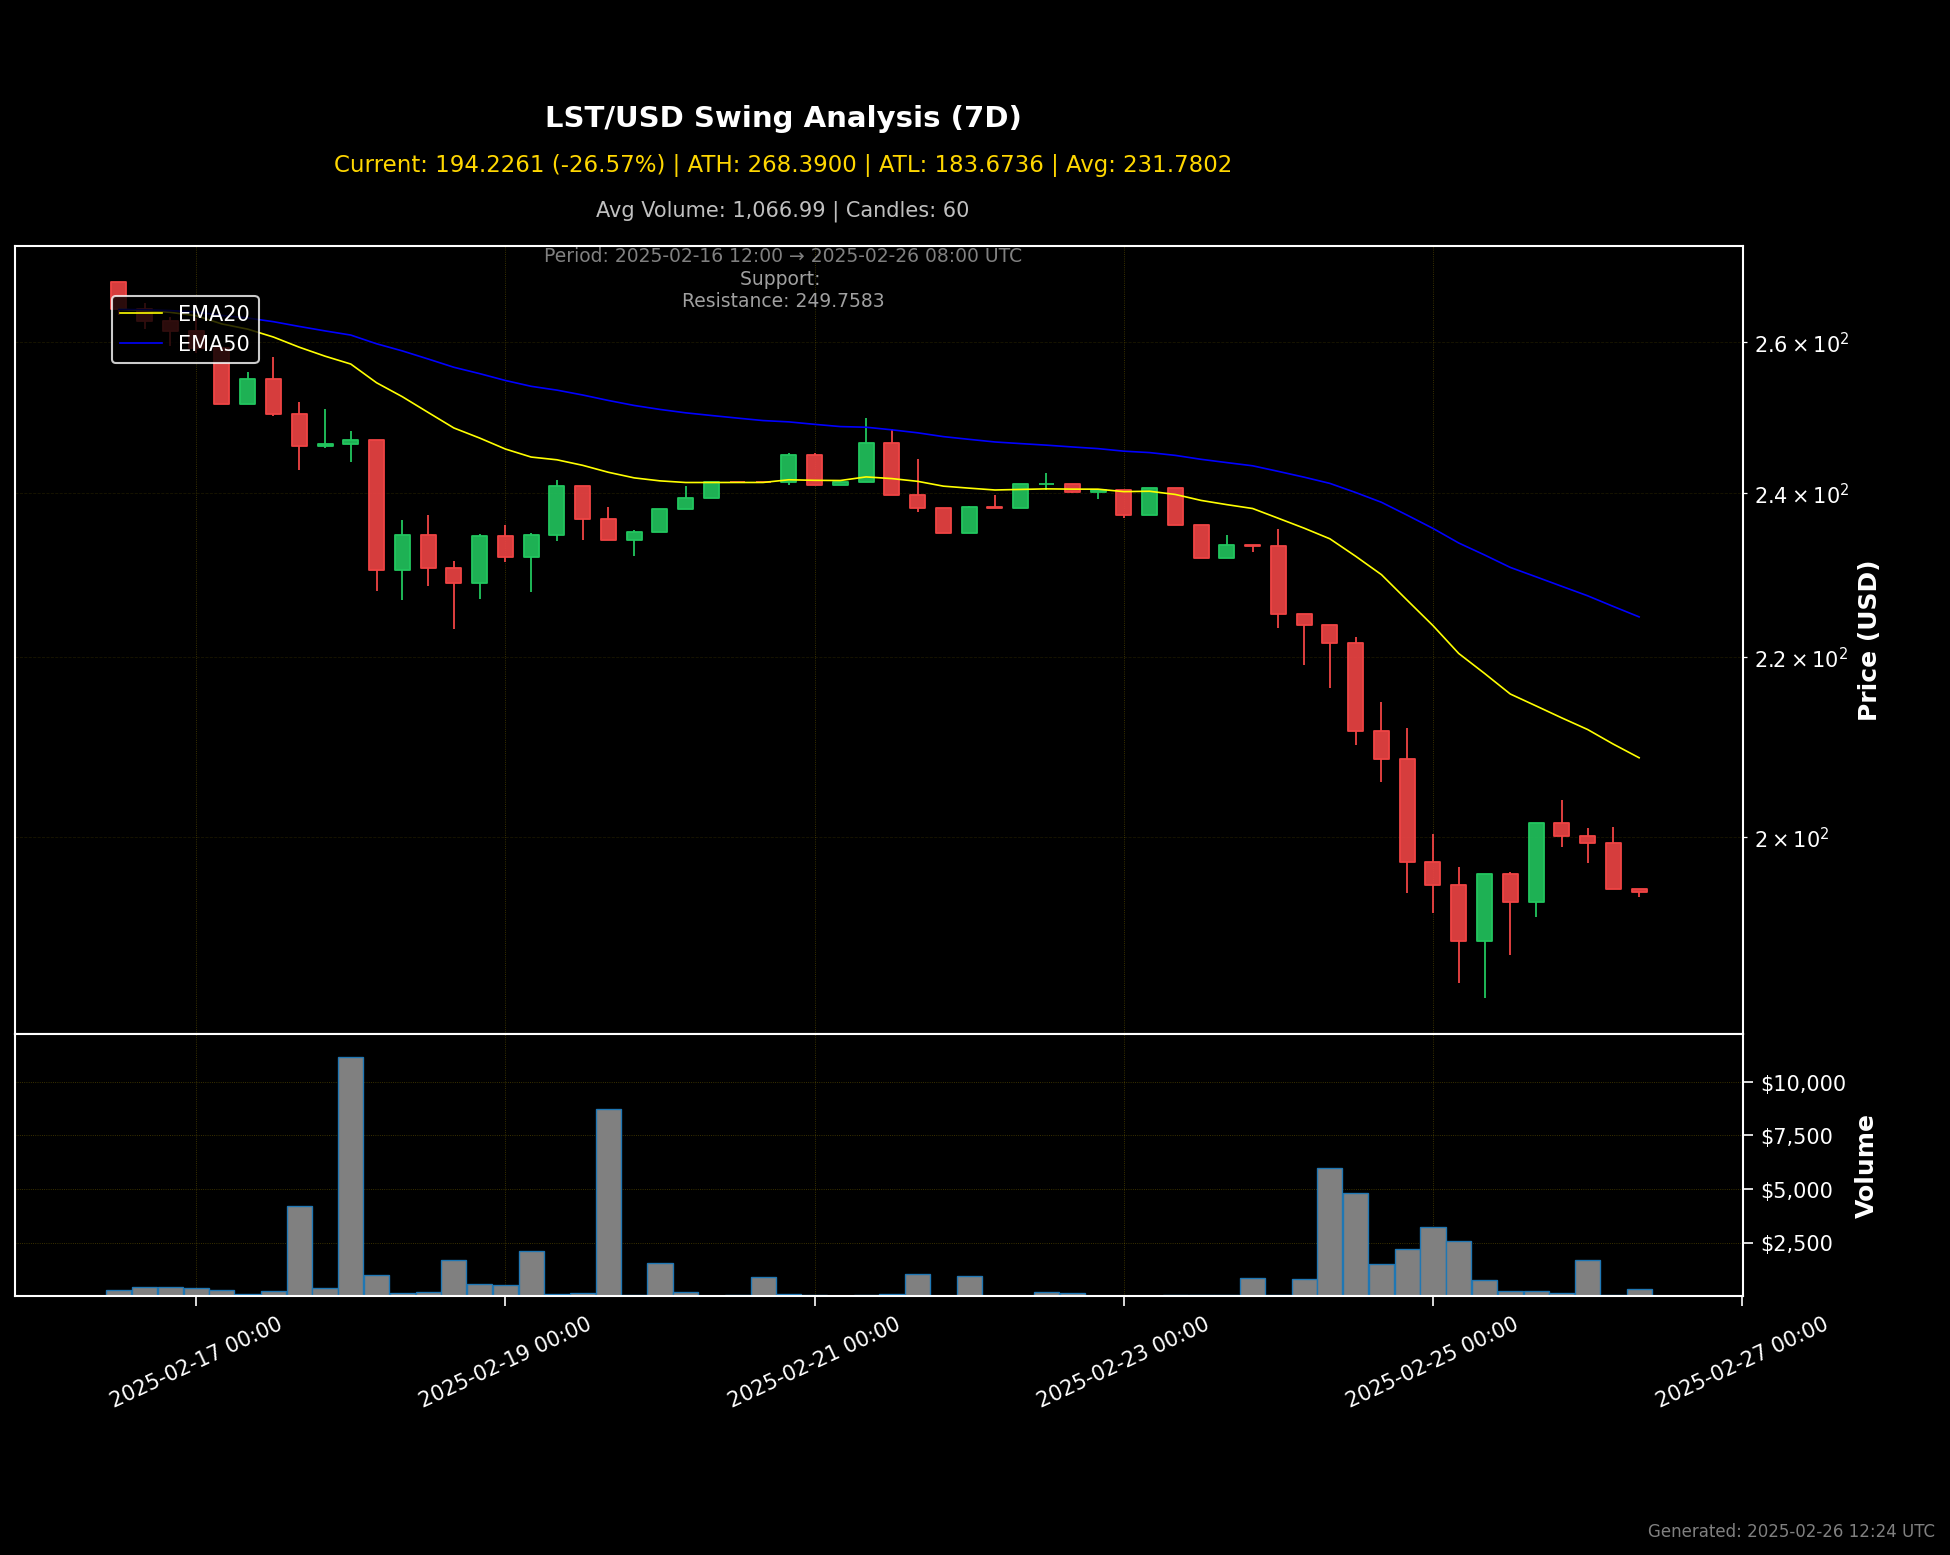 LST/USD Swing Analysis (7D)
Current: 194.2261 (-26.57%) | ATH: 268.3900 | ATL: 183.6736 | Avg: 231.7802
Avg Volume: 1,066.99 | Candles: 60
Period: 2025-02-16 12:00 → 2025-02-26 08:00 UTC
Support:
Resistance: 249.7583
EMA20
EMA50
2.6 × 10²
2.4 × 10²
2.2 × 10²
2 × 10²
Price (USD)
$10,000
$7,500
$5,000
$2,500
Volume
2025-02-17 00:00
2025-02-19 00:00
2025-02-21 00:00
2025-02-23 00:00
2025-02-25 00:00
2025-02-27 00:00
Generated: 2025-02-26 12:24 UTC